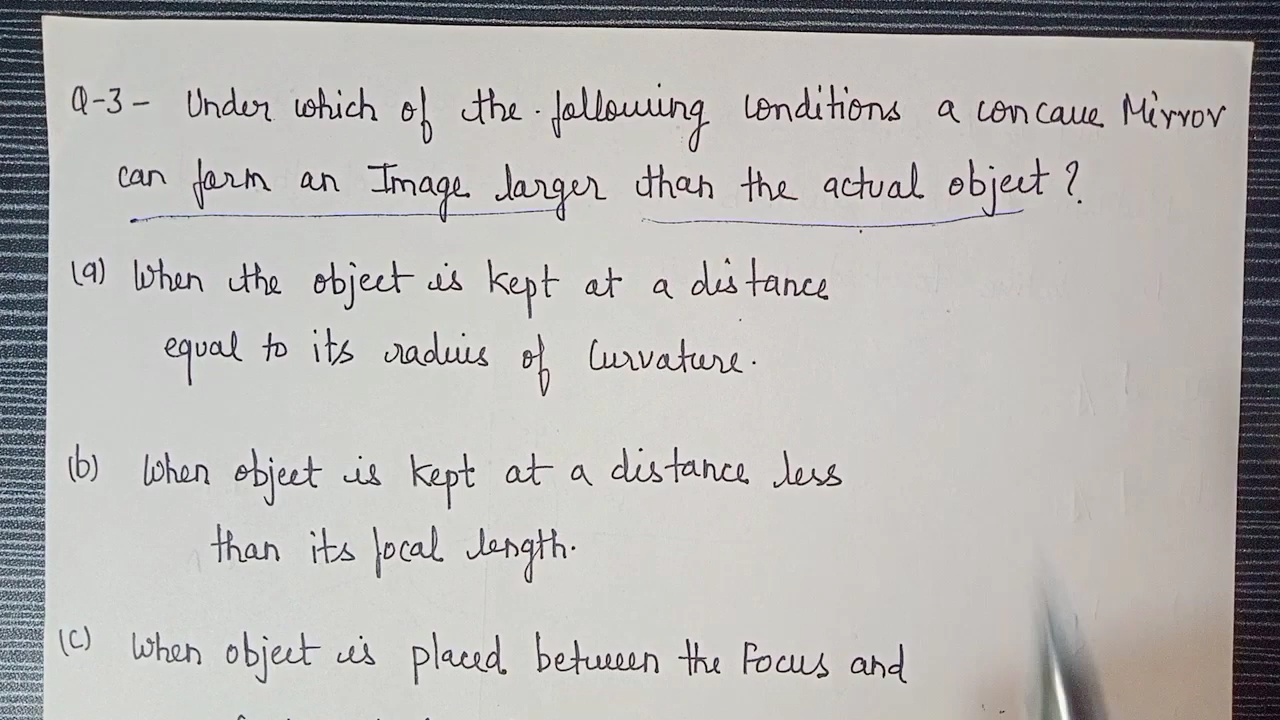 Q-3- Under which of the following conditions a concave Mirror
can form an Image larger than the actual object?
(a) When the object is kept at a distance
equal to its radius of Curvature.
(b) When object is kept at a distance less
than its focal length.
(c) When object is placed between the Focus and